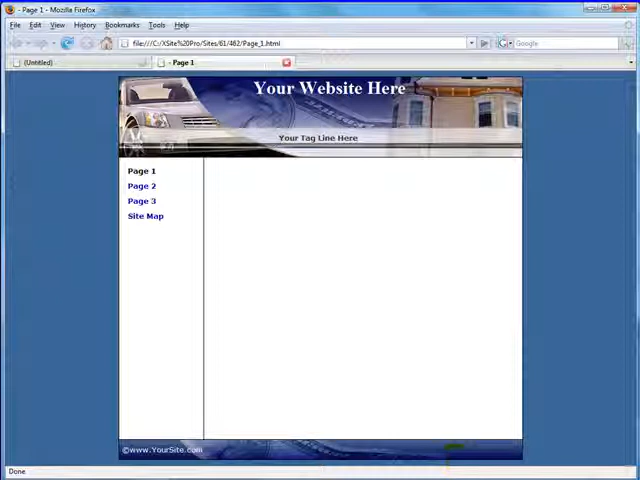 - Page 1 - Mozilla Firefox
File Edit View History Bookmarks Tools Help
file:///C:/XSite%20Pro/Sites/61/462/Page_1.html
Google
(Untitled)
- Page 1
Your Website Here
Your Tag Line Here
Page 1
Page 2
Page 3
Site Map
©www.YourSite.com
Done